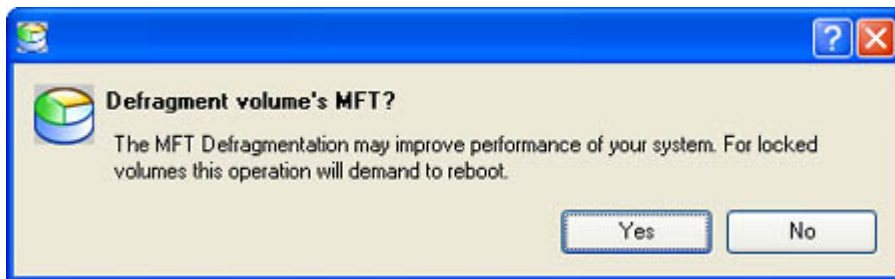 ?
Defragment volume's MFT?
The MFT Defragmentation may improve performance of your system. For locked
volumes this operation will demand to reboot.
Yes No